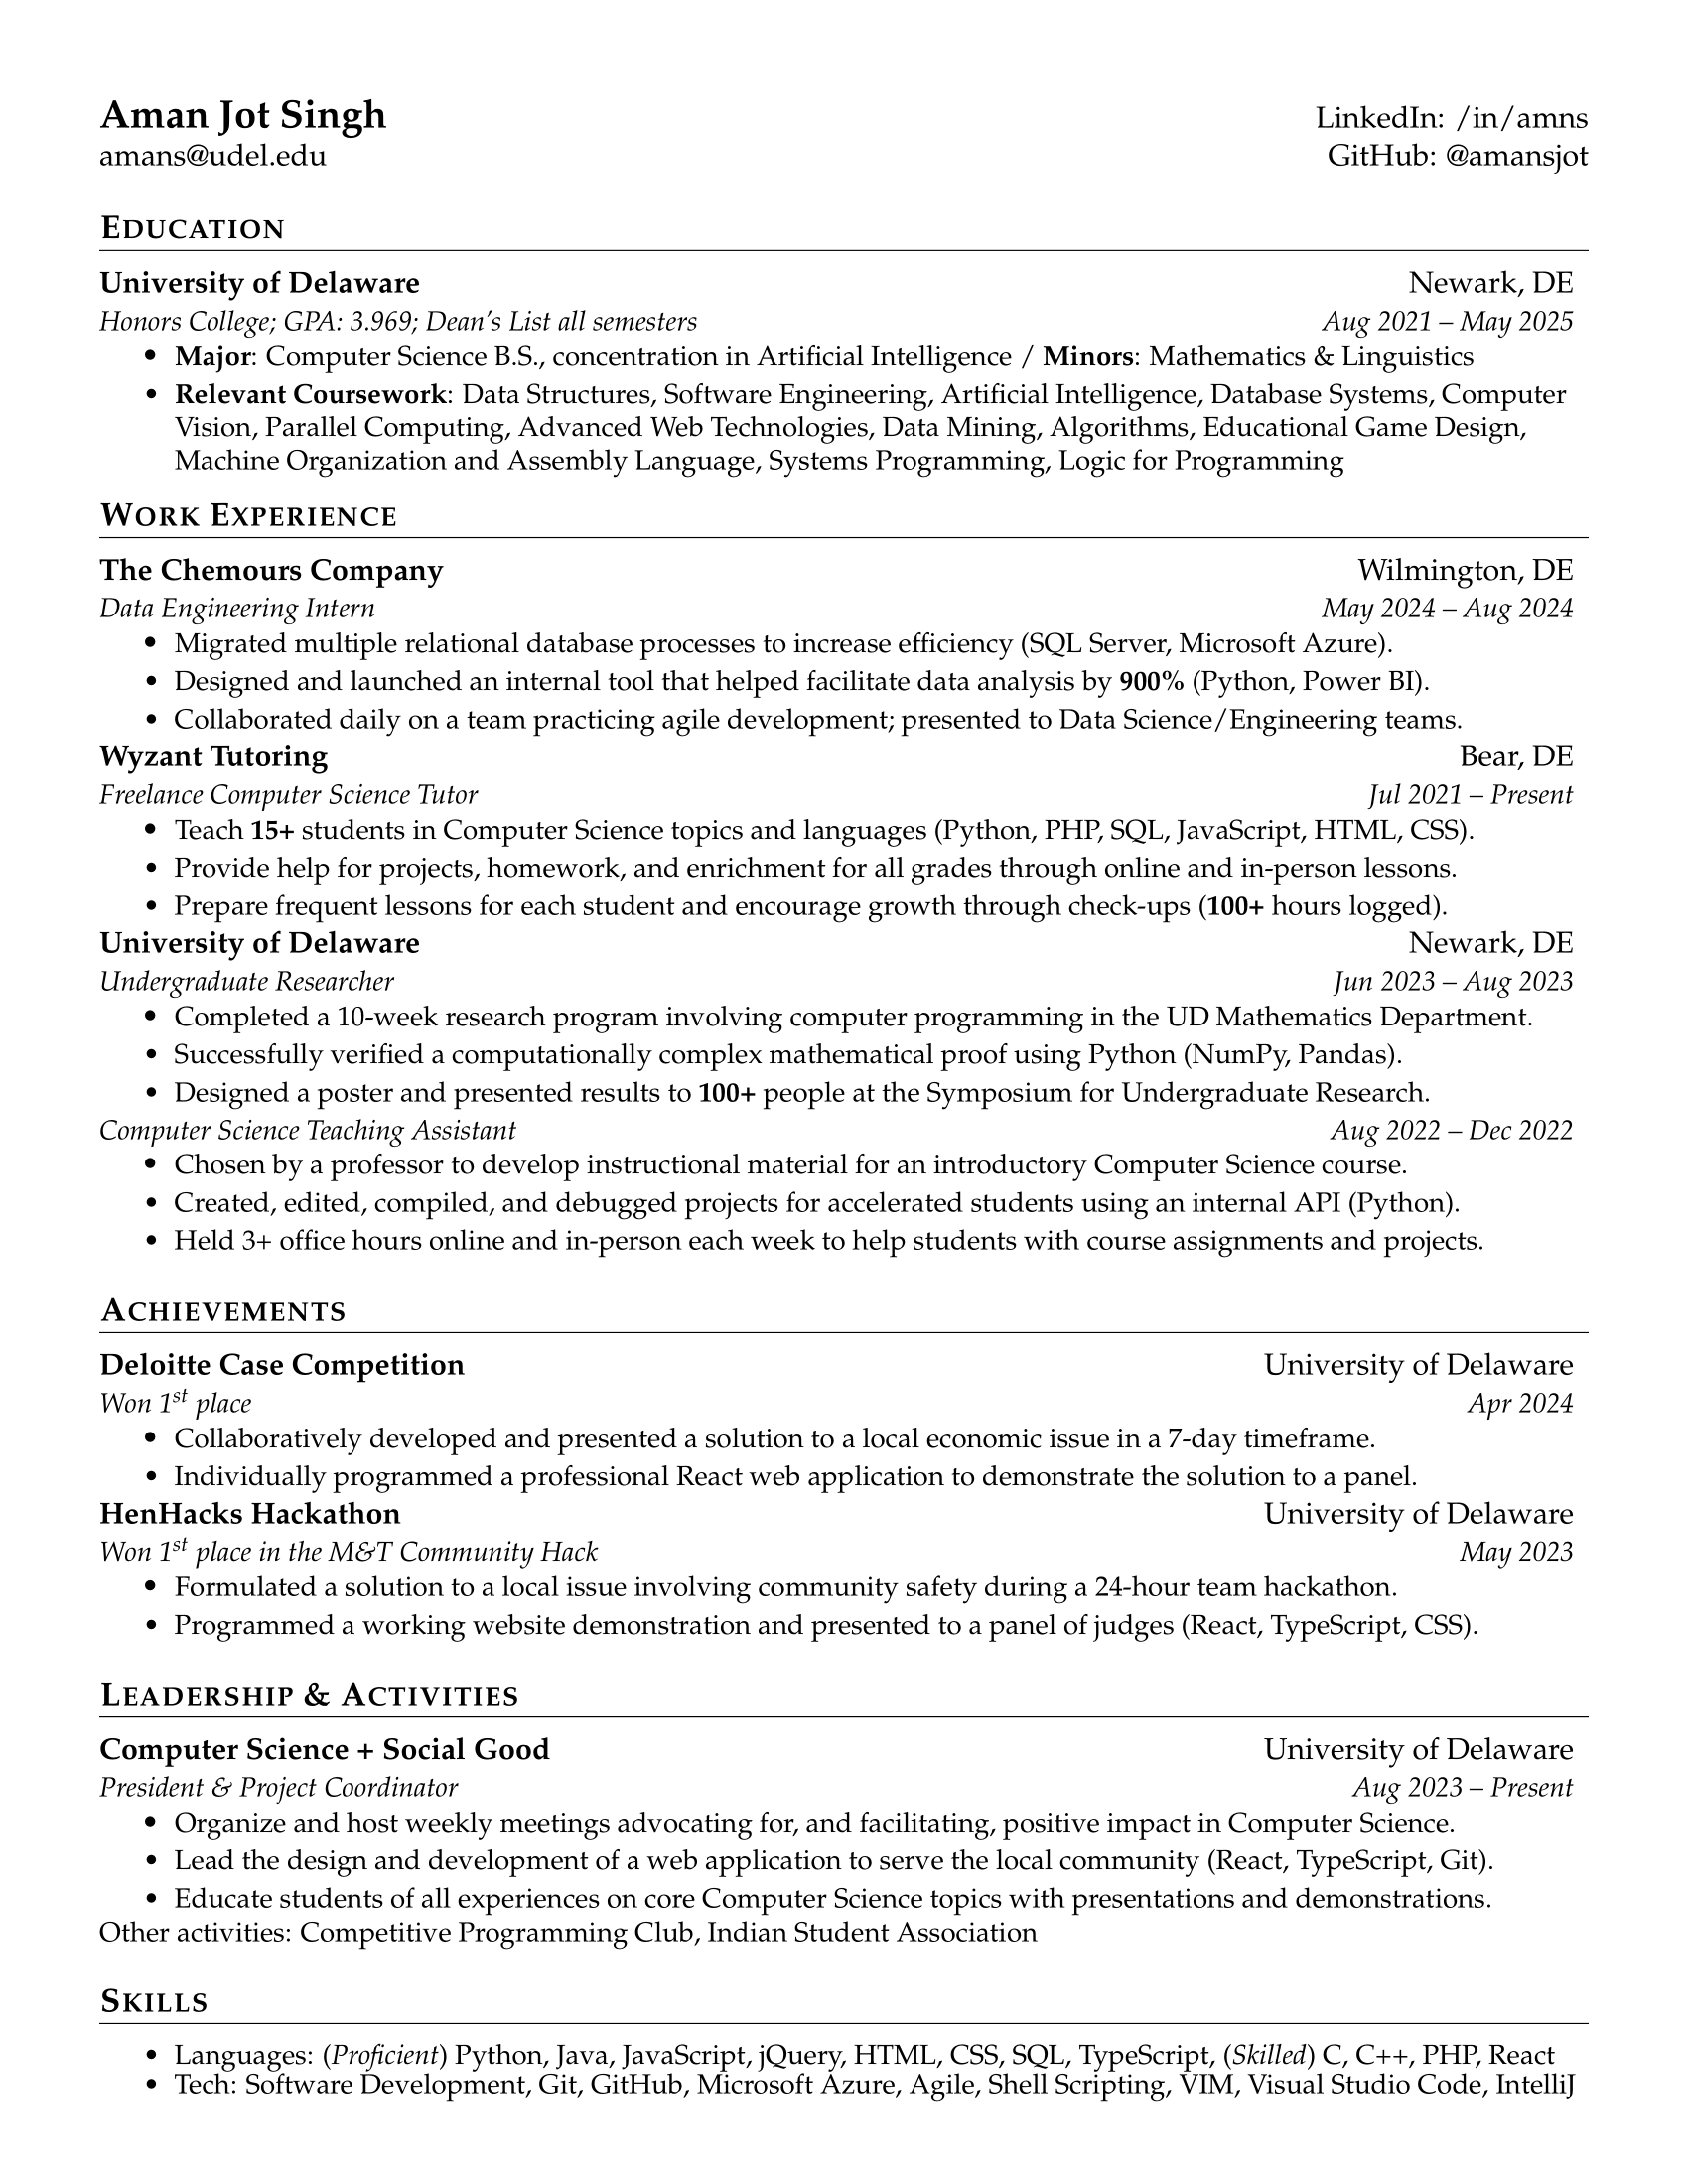 Aman Jot Singh
LinkedIn: /in/amns
amans@udel.edu
GitHub: @amansjot
EDUCATION
University of Delaware
Newark, DE
Honors College; GPA: 3.969; Dean's List all semesters
Aug 2021 – May 2025
• Major: Computer Science B.S., concentration in Artificial Intelligence / Minors: Mathematics & Linguistics
• Relevant Coursework: Data Structures, Software Engineering, Artificial Intelligence, Database Systems, Computer
Vision, Parallel Computing, Advanced Web Technologies, Data Mining, Algorithms, Educational Game Design,
Machine Organization and Assembly Language, Systems Programming, Logic for Programming
WORK EXPERIENCE
The Chemours Company
Wilmington, DE
Data Engineering Intern
May 2024 – Aug 2024
• Migrated multiple relational database processes to increase efficiency (SQL Server, Microsoft Azure).
• Designed and launched an internal tool that helped facilitate data analysis by 900% (Python, Power BI).
• Collaborated daily on a team practicing agile development; presented to Data Science/Engineering teams.
Wyzant Tutoring
Bear, DE
Freelance Computer Science Tutor
Jul 2021 – Present
• Teach 15+ students in Computer Science topics and languages (Python, PHP, SQL, JavaScript, HTML, CSS).
• Provide help for projects, homework, and enrichment for all grades through online and in-person lessons.
• Prepare frequent lessons for each student and encourage growth through check-ups (100+ hours logged).
University of Delaware
Newark, DE
Undergraduate Researcher
Jun 2023 – Aug 2023
• Completed a 10-week research program involving computer programming in the UD Mathematics Department.
• Successfully verified a computationally complex mathematical proof using Python (NumPy, Pandas).
• Designed a poster and presented results to 100+ people at the Symposium for Undergraduate Research.
Computer Science Teaching Assistant
Aug 2022 – Dec 2022
• Chosen by a professor to develop instructional material for an introductory Computer Science course.
• Created, edited, compiled, and debugged projects for accelerated students using an internal API (Python).
• Held 3+ office hours online and in-person each week to help students with course assignments and projects.
ACHIEVEMENTS
Deloitte Case Competition
University of Delaware
Won 1st place
Apr 2024
• Collaboratively developed and presented a solution to a local economic issue in a 7-day timeframe.
• Individually programmed a professional React web application to demonstrate the solution to a panel.
HenHacks Hackathon
University of Delaware
Won 1st place in the M&T Community Hack
May 2023
• Formulated a solution to a local issue involving community safety during a 24-hour team hackathon.
• Programmed a working website demonstration and presented to a panel of judges (React, TypeScript, CSS).
LEADERSHIP & ACTIVITIES
Computer Science + Social Good
University of Delaware
President & Project Coordinator
Aug 2023 – Present
• Organize and host weekly meetings advocating for, and facilitating, positive impact in Computer Science.
• Lead the design and development of a web application to serve the local community (React, TypeScript, Git).
• Educate students of all experiences on core Computer Science topics with presentations and demonstrations.
Other activities: Competitive Programming Club, Indian Student Association
SKILLS
• Languages: (Proficient) Python, Java, JavaScript, jQuery, HTML, CSS, SQL, TypeScript, (Skilled) C, C++, PHP, React
• Tech: Software Development, Git, GitHub, Microsoft Azure, Agile, Shell Scripting, VIM, Visual Studio Code, IntelliJ